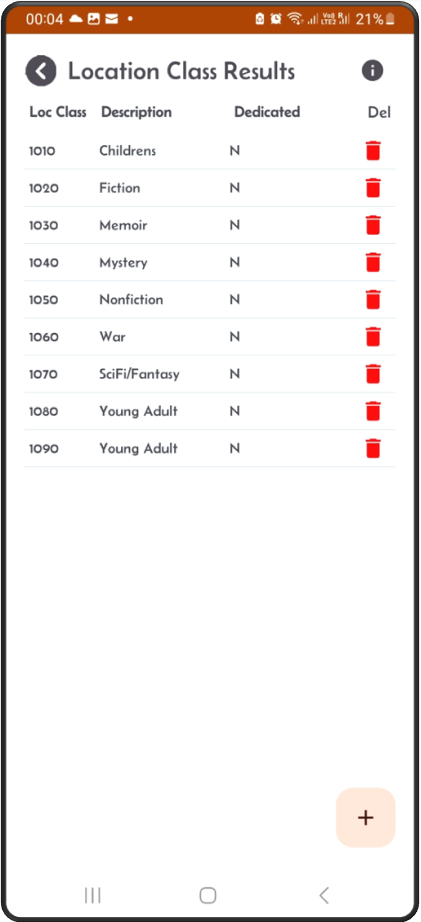 00:04 21%
Location Class Results
Loc Class Description Dedicated Del
1010 Childrens N
1020 Fiction N
1030 Memoir N
1040 Mystery N
1050 Nonfiction N
1060 War N
1070 SciFi/Fantasy N
1080 Young Adult N
1090 Young Adult N
+